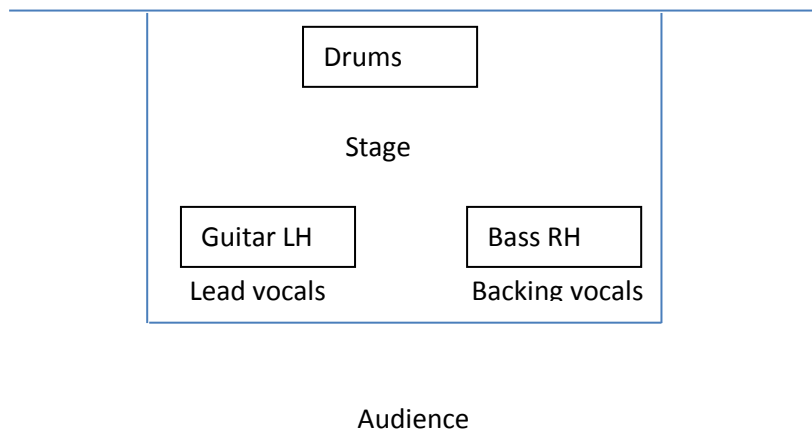 Drums
Stage
Guitar LH
Bass RH
Lead vocals
Backing vocals
Audience